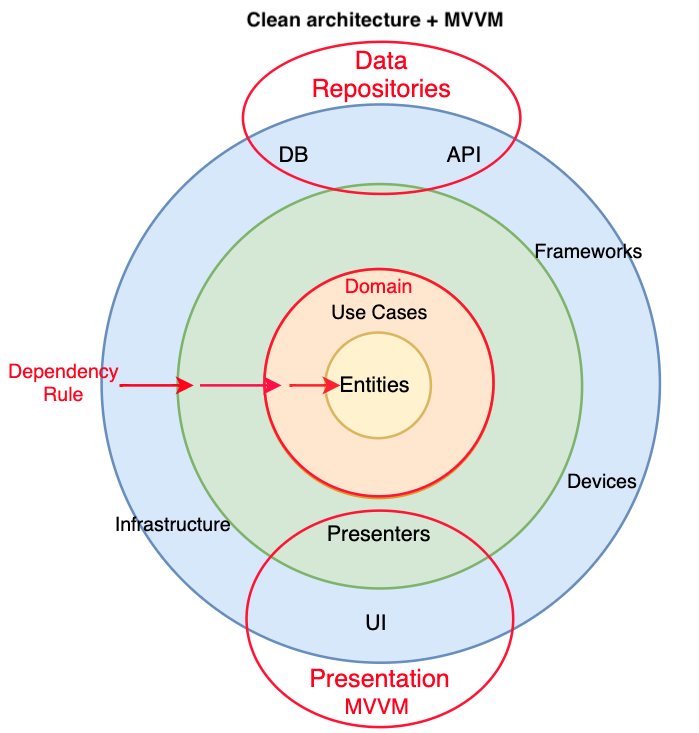 Clean architecture + MVVM
Data
Repositories
DB
API
Frameworks
Domain
Use Cases
Dependency
Rule
Entities
Devices
Infrastructure
Presenters
UI
Presentation
MVVM